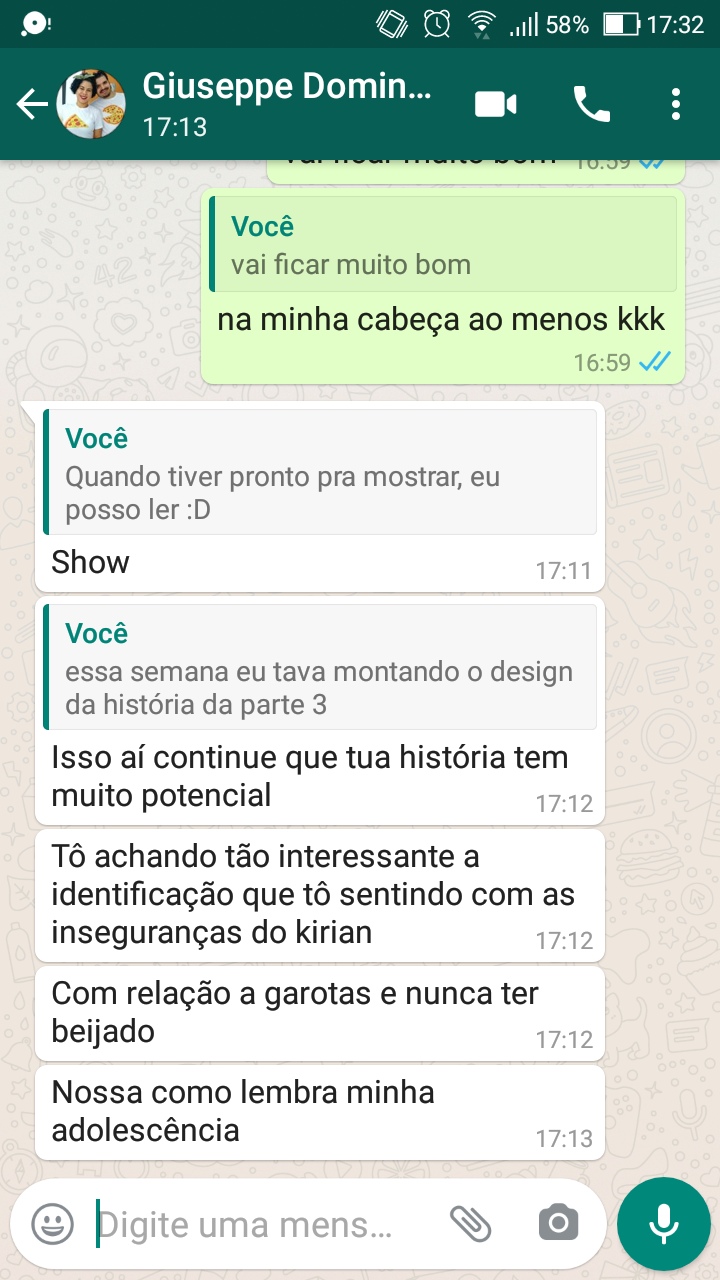 58% 17:32
Giuseppe Domin...
17:13
vai ficar muito bom 16:59
Você
vai ficar muito bom
na minha cabeça ao menos kkk
16:59
Você
Quando tiver pronto pra mostrar, eu
posso ler :D
Show
17:11
Você
essa semana eu tava montando o design
da história da parte 3
Isso aí continue que tua história tem
muito potencial
17:12
Tô achando tão interessante a
identificação que tô sentindo com as
inseguranças do kirian
17:12
Com relação a garotas e nunca ter
beijado
17:12
Nossa como lembra minha
adolescência
17:13
Digite uma mens...